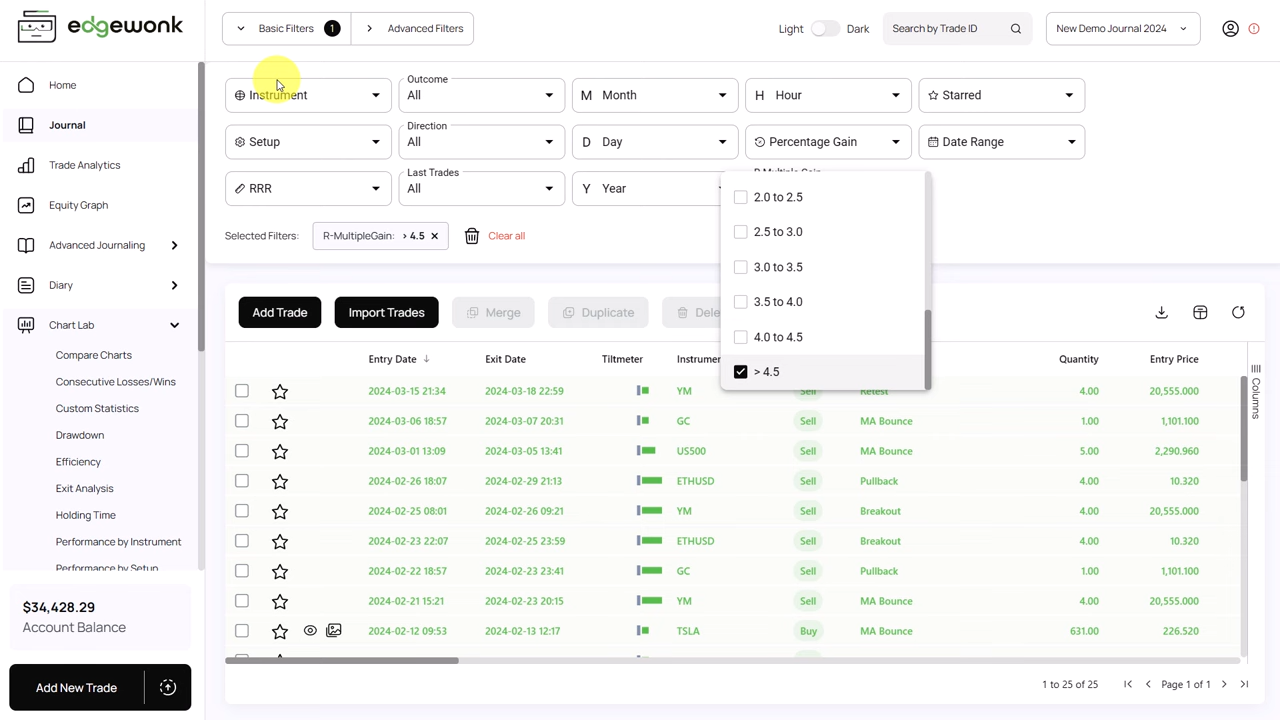 edgewonk
Basic Filters 1
Advanced Filters
Light
Dark
Search by Trade ID
New Demo Journal 2024
Home
Journal
Trade Analytics
Equity Graph
Advanced Journaling
Diary
Chart Lab
Compare Charts
Consecutive Losses/Wins
Custom Statistics
Drawdown
Efficiency
Exit Analysis
Holding Time
Performance by Instrument
Performance by Setup
$34,428.29
Account Balance
Add New Trade
Instrument
Outcome
All
M Month
H Hour
Starred
Setup
Direction
All
D Day
Percentage Gain
Date Range
RRR
Last Trades
All
Y Year
Selected Filters:
R-MultipleGain: > 4.5
Clear all
2.0 to 2.5
2.5 to 3.0
3.0 to 3.5
3.5 to 4.0
4.0 to 4.5
> 4.5
Add Trade
Import Trades
Merge
Duplicate
Dele
Entry Date Exit Date Tiltmeter Instrumen Quantity Entry Price
2024-03-15 21:34 2024-03-18 22:59 YM Sell Retest 4.00 20,555.000
2024-03-06 18:57 2024-03-07 20:31 GC Sell MA Bounce 1.00 1,101.100
2024-03-01 13:09 2024-03-05 13:41 US500 Sell MA Bounce 5.00 2,290.960
2024-02-26 18:07 2024-02-29 21:13 ETHUSD Sell Pullback 4.00 10.320
2024-02-25 08:01 2024-02-26 09:21 YM Sell Breakout 4.00 20,555.000
2024-02-23 22:07 2024-02-25 23:59 ETHUSD Sell Breakout 4.00 10.320
2024-02-22 18:57 2024-02-23 23:41 GC Sell Pullback 1.00 1,101.100
2024-02-21 15:21 2024-02-23 20:15 YM Sell MA Bounce 4.00 20,555.000
2024-02-12 09:53 2024-02-13 12:17 TSLA Buy MA Bounce 631.00 226.520
Columns
1 to 25 of 25
Page 1 of 1